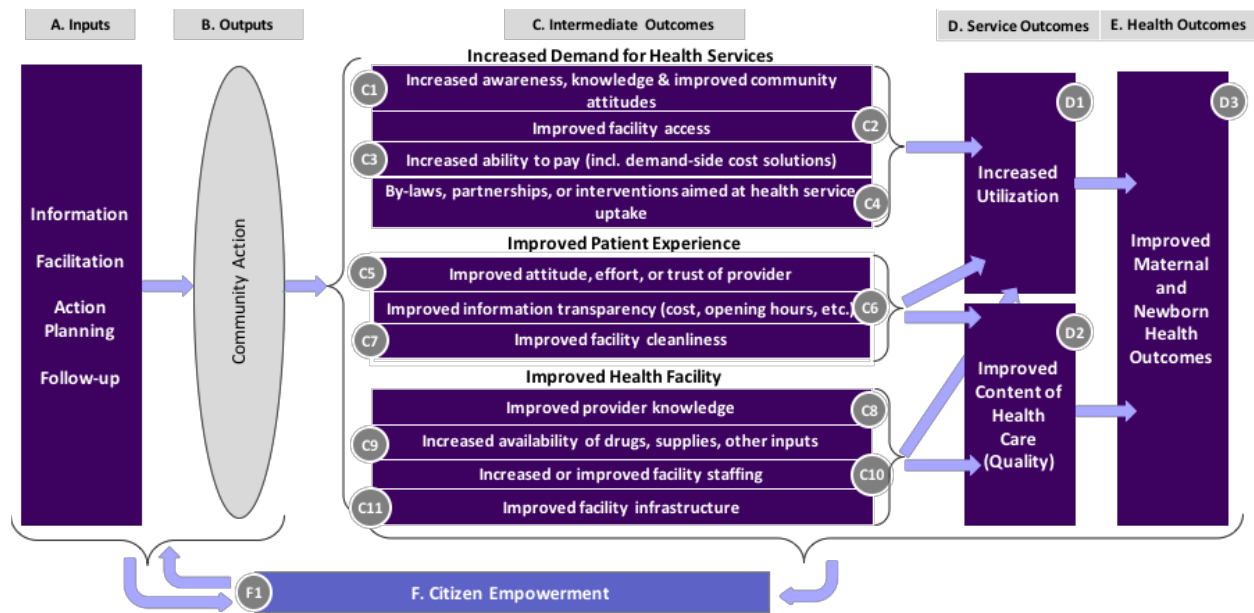 A. Inputs
B. Outputs
C. Intermediate Outcomes
D. Service Outcomes
E. Health Outcomes
Information
Facilitation
Action
Planning
Follow-up
Community Action
Increased Demand for Health Services
C1
Increased awareness, knowledge & improved community
attitudes
Improved facility access
C2
C3
Increased ability to pay (incl. demand-side cost solutions)
By-laws, partnerships, or interventions aimed at health service
uptake
C4
Improved Patient Experience
C5
Improved attitude, effort, or trust of provider
Improved information transparency (cost, opening hours, etc.)
C6
C7
Improved facility cleanliness
Improved Health Facility
Improved provider knowledge
C8
C9
Increased availability of drugs, supplies, other inputs
Increased or improved facility staffing
C10
C11
Improved facility infrastructure
D1
Increased
Utilization
D2
Improved
Content of
Health
Care
(Quality)
D3
Improved
Maternal
and
Newborn
Health
Outcomes
F1
F. Citizen Empowerment